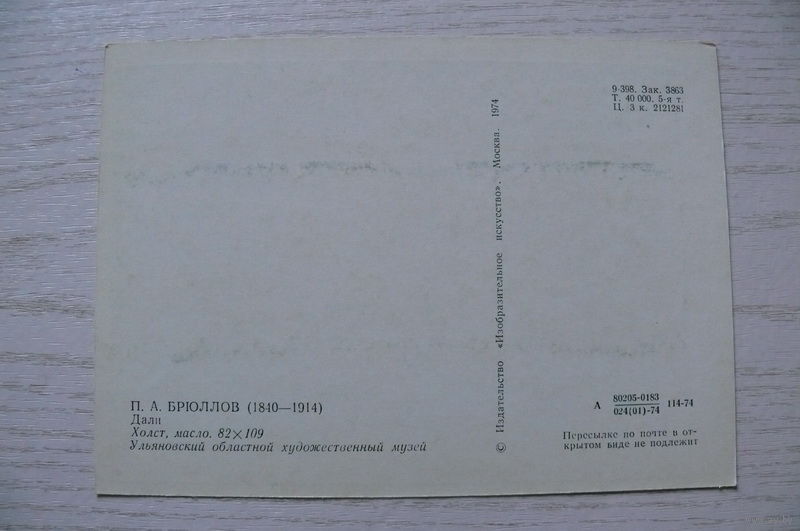 9-398. Зак. 3863
Т. 40 000. 5-я т.
Ц. 3 к. 2121281
© Издательство «Изобразительное искусство». Москва. 1974
П. А. БРЮЛЛОВ (1840—1914)
Дали
Холст, масло. 82×109
Ульяновский областной художественный музей
А 80205-0183 114-74
024(01)-74
Пересылке по почте в от-
крытом виде не подлежит